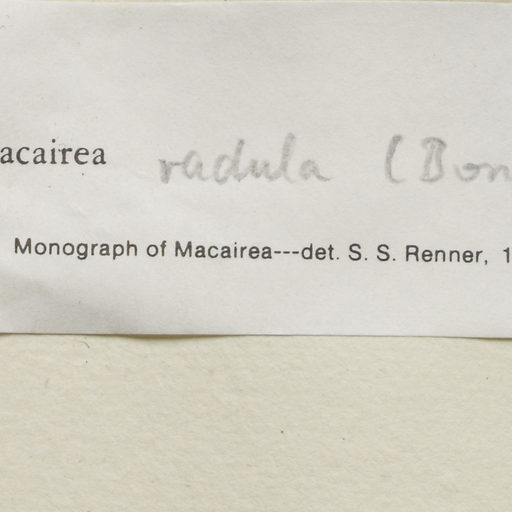 acairea radula (Bon
Monograph of Macairea---det. S. S. Renner, 1